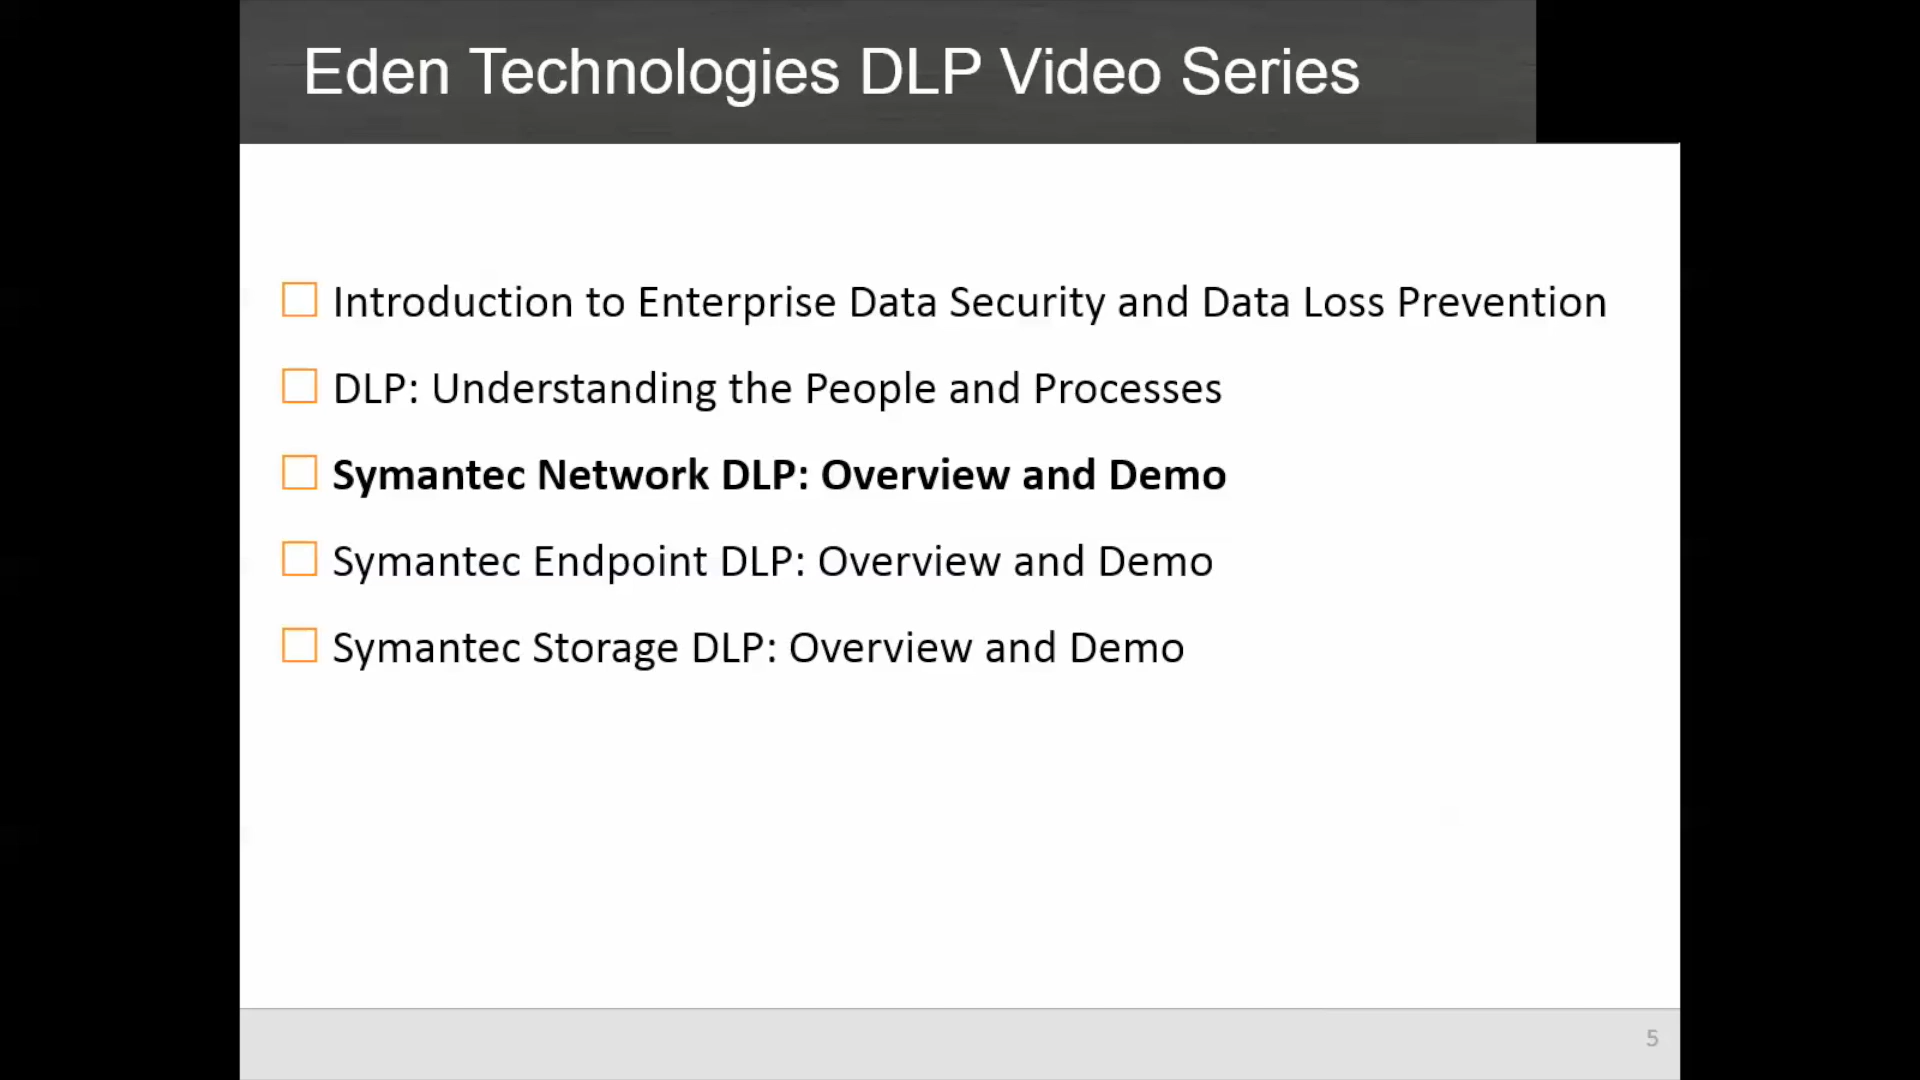 Eden Technologies DLP Video Series
Introduction to Enterprise Data Security and Data Loss Prevention
DLP: Understanding the People and Processes
Symantec Network DLP: Overview and Demo
Symantec Endpoint DLP: Overview and Demo
Symantec Storage DLP: Overview and Demo
5